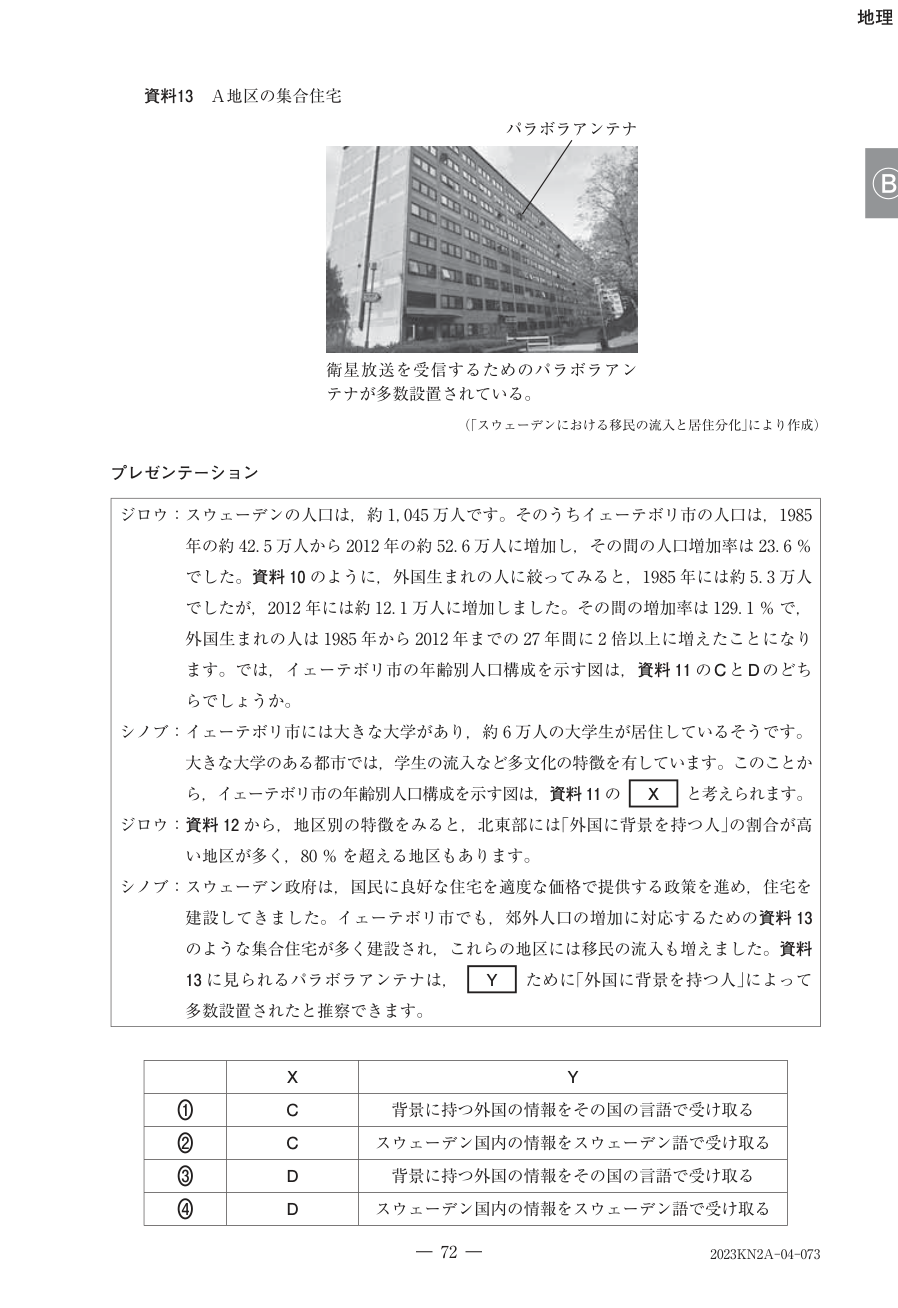 地理
資料13　A地区の集合住宅
パラボラアンテナ
B
衛星放送を受信するためのパラボラアン
テナが多数設置されている。
(「スウェーデンにおける移民の流入と居住分化」により作成)
プレゼンテーション
ジロウ：スウェーデンの人口は，約1,045万人です。そのうちイェーテボリ市の人口は，1985
年の約42.5万人から2012年の約52.6万人に増加し，その間の人口増加率は23.6％
でした。資料10のように，外国生まれの人に絞ってみると，1985年には約5.3万人
でしたが，2012年には約12.1万人に増加しました。その間の増加率は129.1％で，
外国生まれの人は1985年から2012年までの27年間に2倍以上に増えたことになり
ます。では，イェーテボリ市の年齢別人口構成を示す図は，資料11のCとDのどち
らでしょうか。
シノブ：イェーテボリ市には大きな大学があり，約6万人の大学生が居住しているそうです。
大きな大学のある都市では，学生の流入など多文化の特徴を有しています。このことか
ら，イェーテボリ市の年齢別人口構成を示す図は，資料11の X と考えられます。
ジロウ：資料12から，地区別の特徴をみると，北東部には「外国に背景を持つ人」の割合が高
い地区が多く，80％を超える地区もあります。
シノブ：スウェーデン政府は，国民に良好な住宅を適度な価格で提供する政策を進め，住宅を
建設してきました。イェーテボリ市でも，郊外人口の増加に対応するための資料13
のような集合住宅が多く建設され，これらの地区には移民の流入も増えました。資料
13に見られるパラボラアンテナは， Y ために「外国に背景を持つ人」によって
多数設置されたと推察できます。
X Y
① C 背景に持つ外国の情報をその国の言語で受け取る
② C スウェーデン国内の情報をスウェーデン語で受け取る
③ D 背景に持つ外国の情報をその国の言語で受け取る
④ D スウェーデン国内の情報をスウェーデン語で受け取る
― 72 ―
2023KN2A-04-073